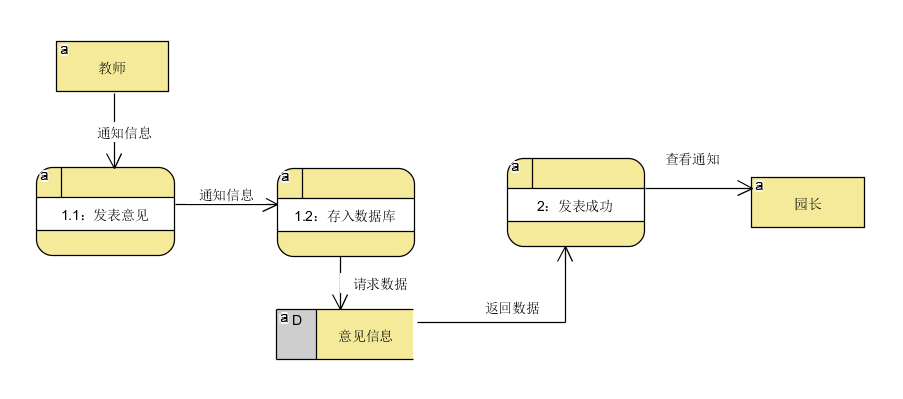 a
教师
通知信息
a
1.1：发表意见
通知信息
a
1.2：存入数据库
请求数据
a D
意见信息
返回数据
a
2：发表成功
查看通知
a
园长